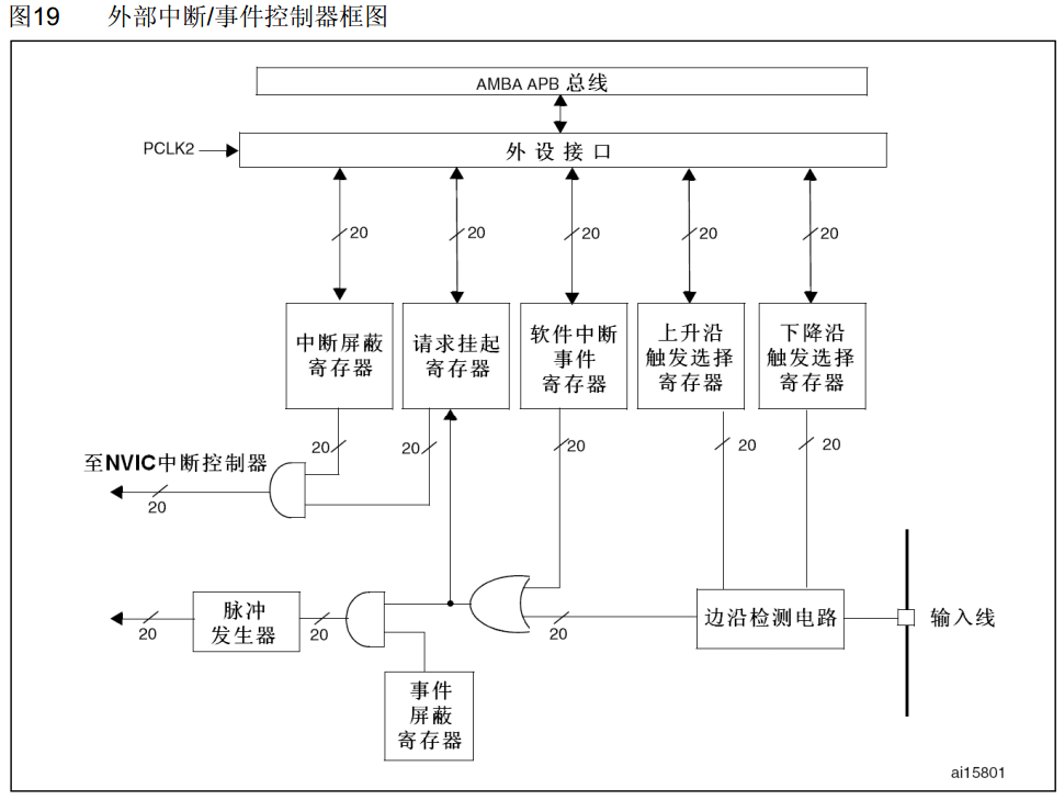 图19 外部中断/事件控制器框图
AMBA APB 总线
PCLK2
外设接口
20
20
20
20
20
中断屏蔽
寄存器
请求挂起
寄存器
软件中断
事件
寄存器
上升沿
触发选择
寄存器
下降沿
触发选择
寄存器
20
20
20
20
20
至NVIC中断控制器
20
脉冲
发生器
20
20
20
边沿检测电路
输入线
事件
屏蔽
寄存器
ai15801